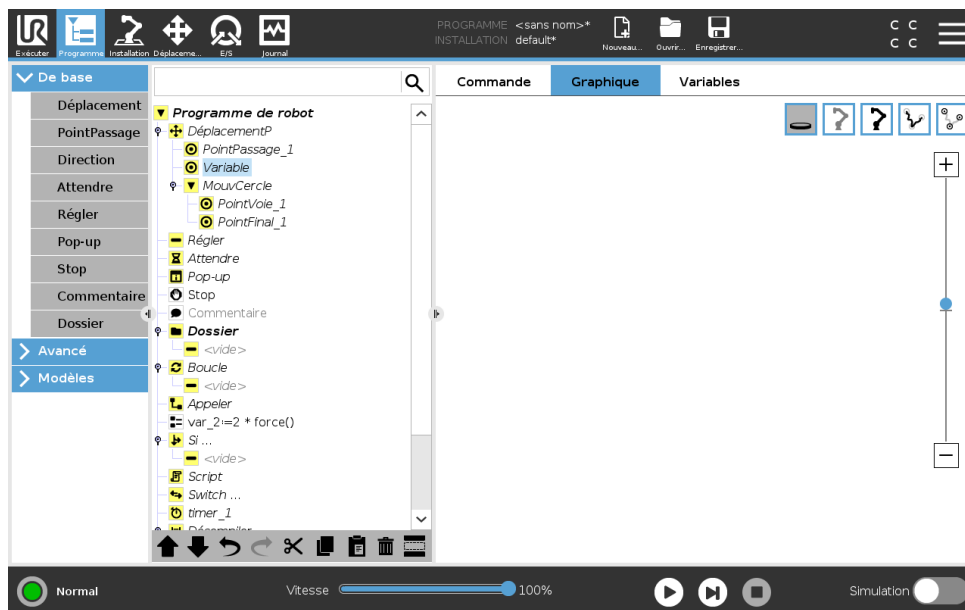 UR
Exécuter
Programme
Installation
Déplaceme...
E/S
Journal
PROGRAMME <sans nom>*
INSTALLATION default*
Nouveau...
Ouvrir...
Enregistrer...
C C
C C
De base
Déplacement
PointPassage
Direction
Attendre
Régler
Pop-up
Stop
Commentaire
Dossier
Avancé
Modèles
Programme de robot
DéplacementP
PointPassage_1
Variable
MouvCercle
PointVoie_1
PointFinal_1
Régler
Attendre
Pop-up
Stop
Commentaire
Dossier
<vide>
Boucle
<vide>
Appeler
var_2:=2 * force()
Si ...
<vide>
Script
Switch ...
timer_1
Décompiler
Commande
Graphique
Variables
Normal
Vitesse
100%
Simulation